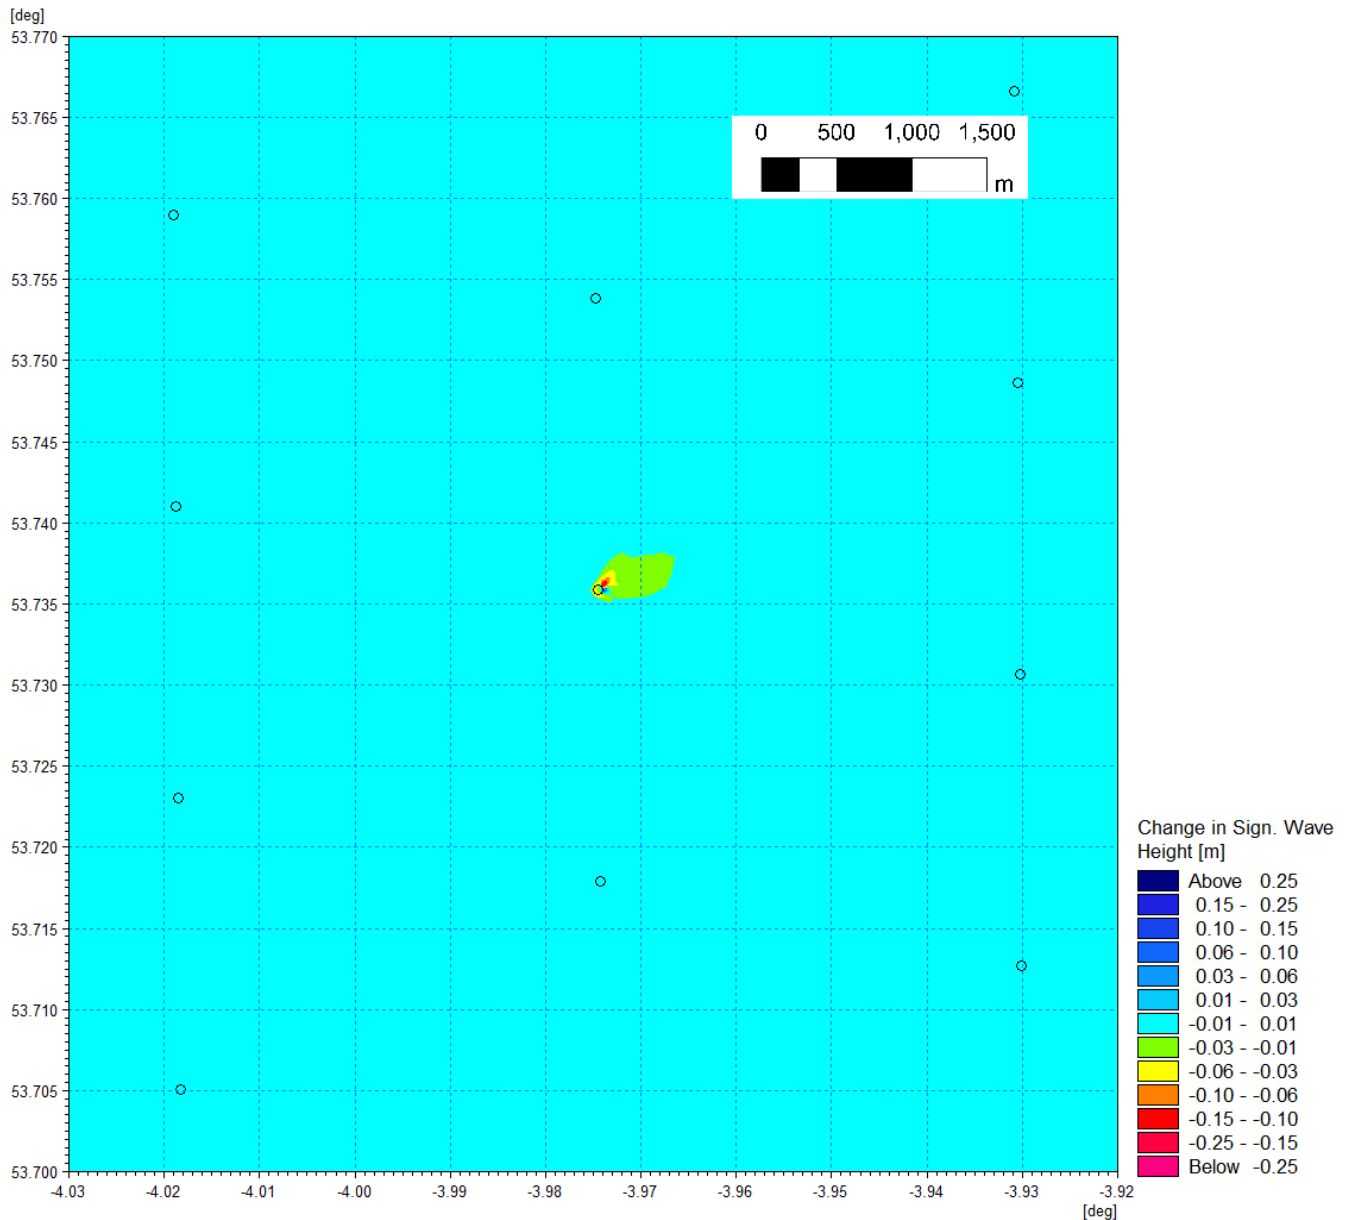 [deg]
53.770
53.765
53.760
53.755
53.750
53.745
53.740
53.735
53.730
53.725
53.720
53.715
53.710
53.705
53.700
0 500 1,000 1,500
m
-4.03 -4.02 -4.01 -4.00 -3.99 -3.98 -3.97 -3.96 -3.95 -3.94 -3.93 -3.92
[deg]
Change in Sign. Wave
Height [m]
Above 0.25
0.15 - 0.25
0.10 - 0.15
0.06 - 0.10
0.03 - 0.06
0.01 - 0.03
-0.01 - 0.01
-0.03 - -0.01
-0.06 - -0.03
-0.10 - -0.06
-0.15 - -0.10
-0.25 - -0.15
Below -0.25